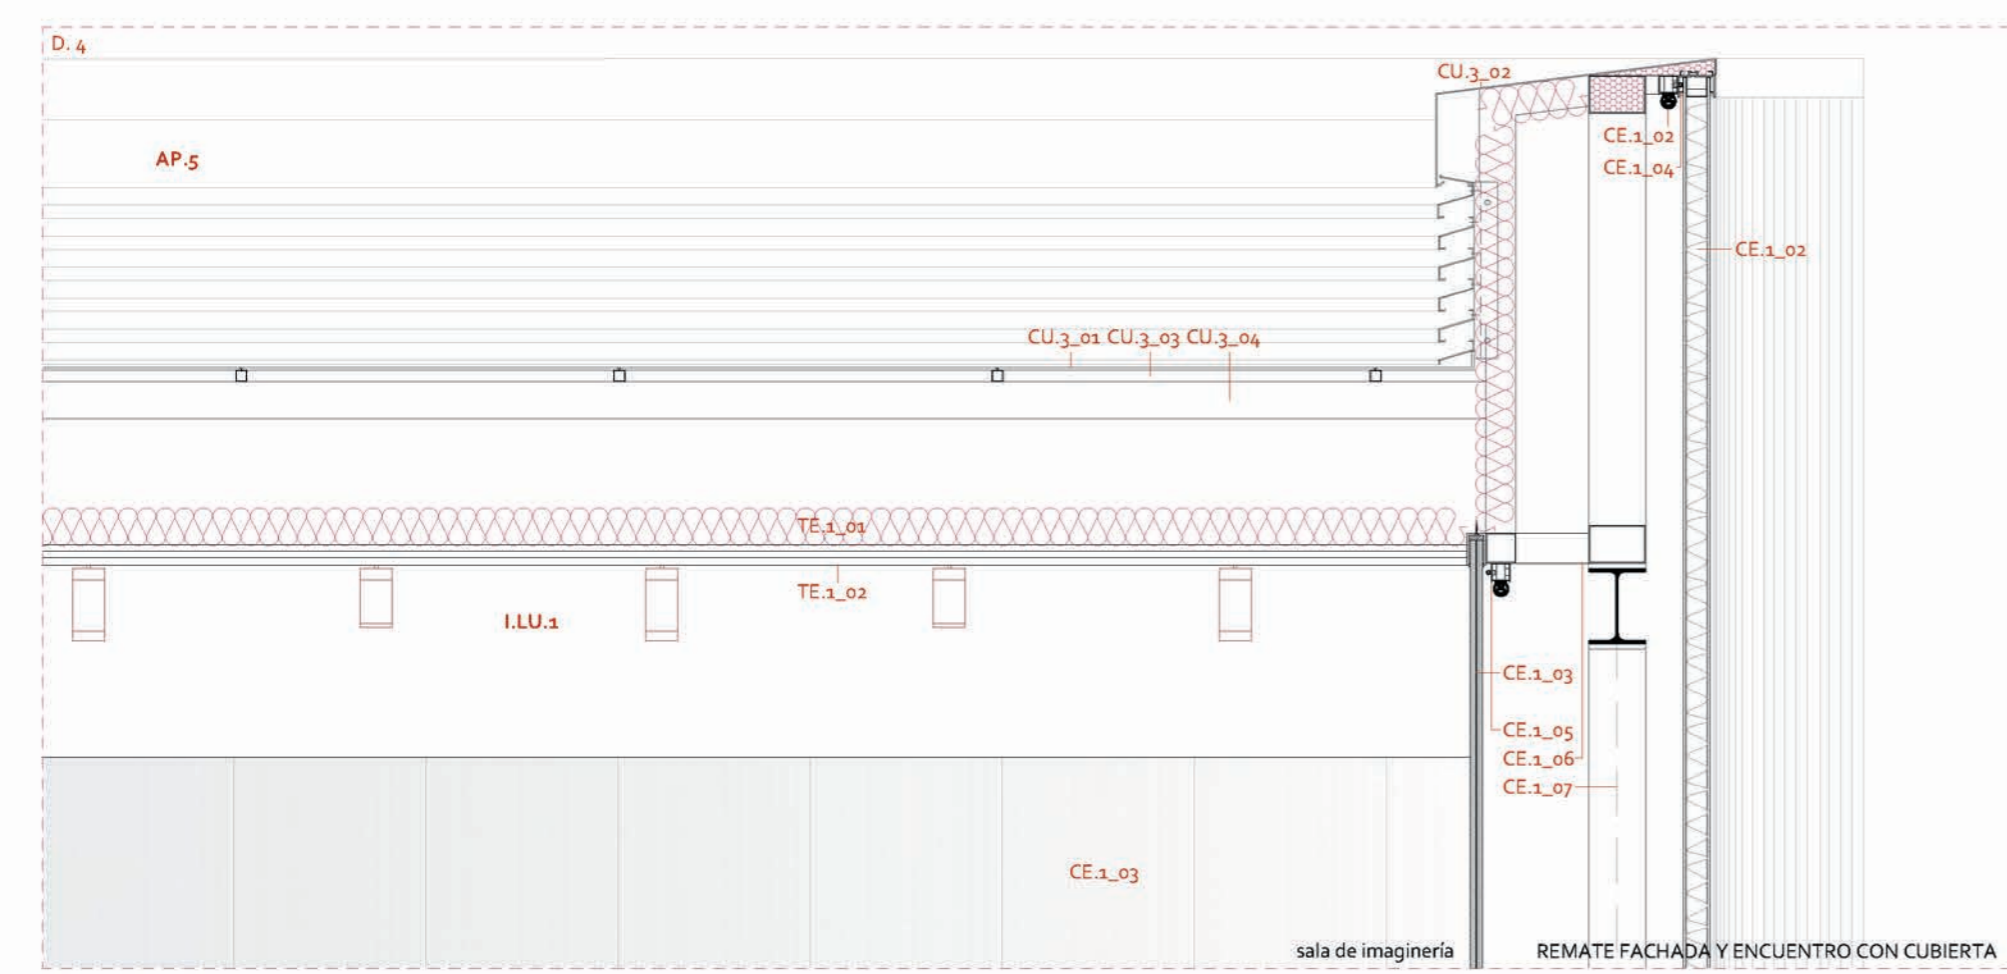 D. 4
CU.3_02
CE.1_02
AP.5
CE.1_04
CE.1_02
CU.3_01 CU.3_03 CU.3_04
TE.1_01
TE.1_02
I.LU.1
CE.1_03
CE.1_05
CE.1_06
CE.1_07
CE.1_03
sala de imaginería
REMATE FACHADA Y ENCUENTRO CON CUBIERTA